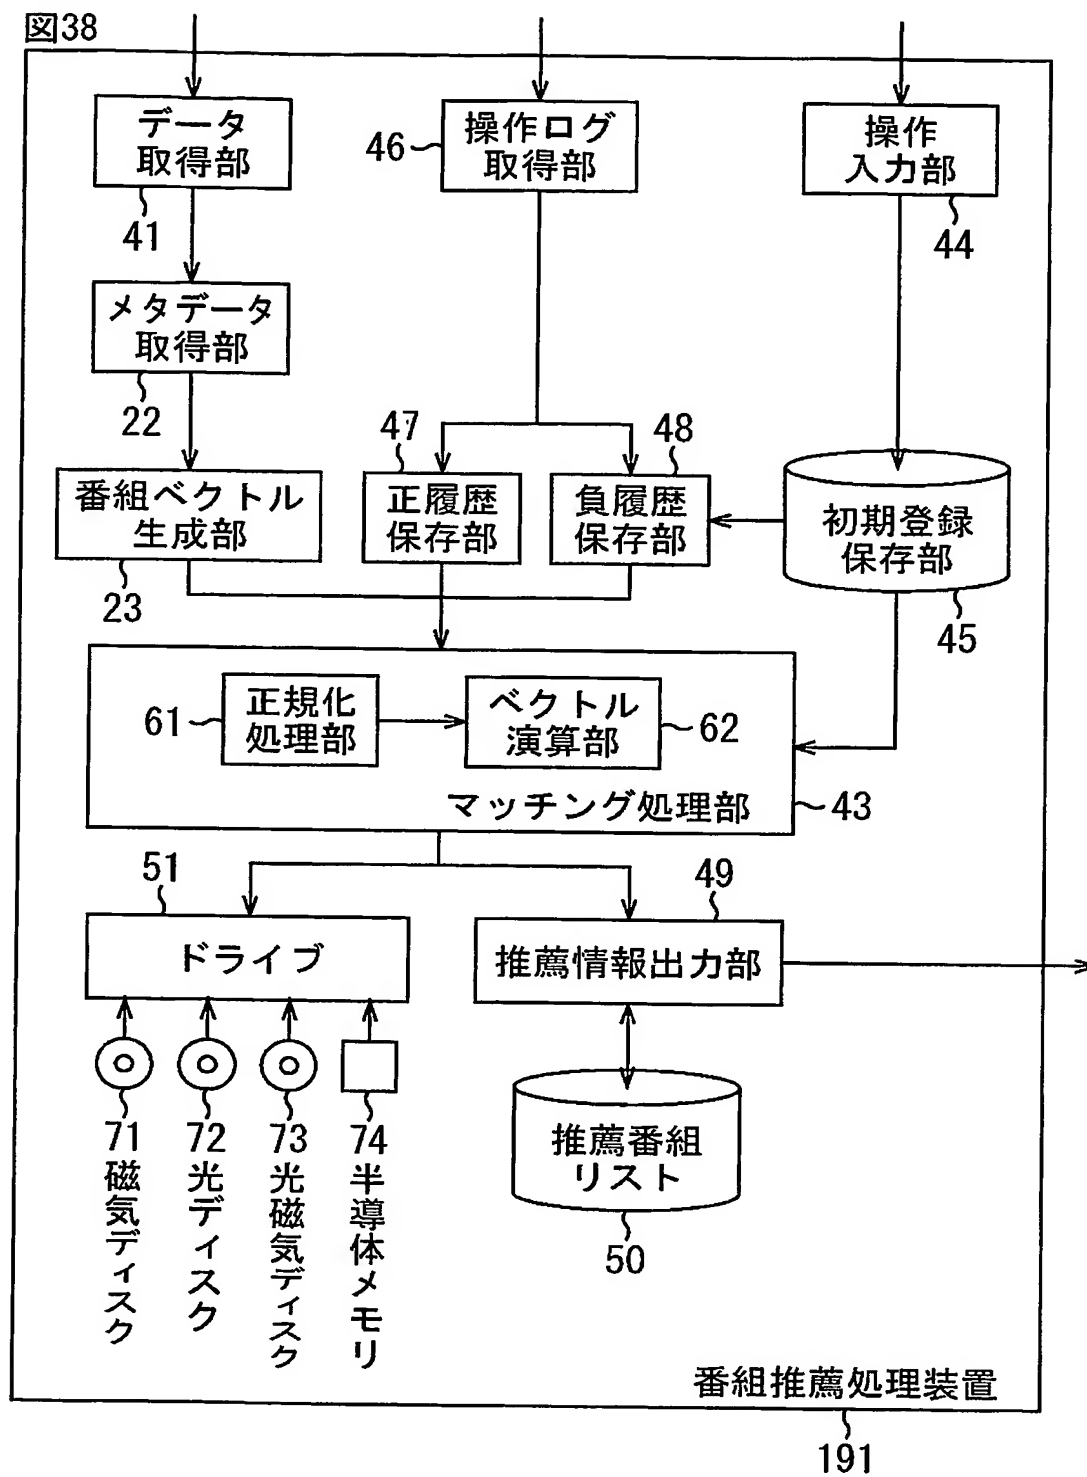 図38
データ
取得部
41
46
操作ログ
取得部
操作
入力部
44
メタデータ
取得部
22
番組ベクトル
生成部
23
47
正履歴
保存部
48
負履歴
保存部
初期登録
保存部
45
61
正規化
処理部
ベクトル
演算部
62
マッチング処理部
43
51
ドライブ
49
推薦情報出力部
71
磁気ディスク
72
光ディスク
73
光磁気ディスク
74
半導体メモリ
推薦番組
リスト
50
番組推薦処理装置
191